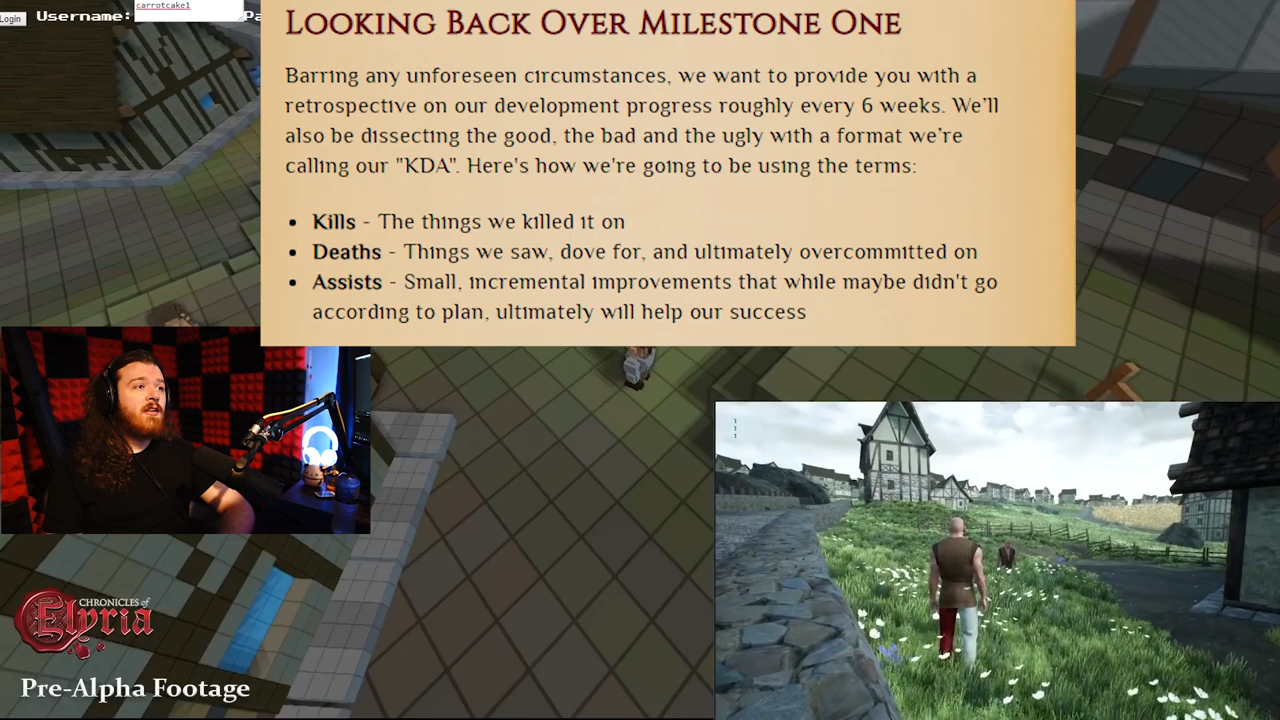 Login
Username:
carrotcake1
Pa
LOOKING BACK OVER MILESTONE ONE
Barring any unforeseen circumstances, we want to provide you with a
retrospective on our development progress roughly every 6 weeks. We'll
also be dissecting the good, the bad and the ugly with a format we're
calling our "KDA". Here's how we're going to be using the terms:
• Kills - The things we killed it on
• Deaths - Things we saw, dove for, and ultimately overcommitted on
• Assists - Small, incremental improvements that while maybe didn't go
according to plan, ultimately will help our success
1
1
1
CHRONICLES of
Elyria
Pre-Alpha Footage